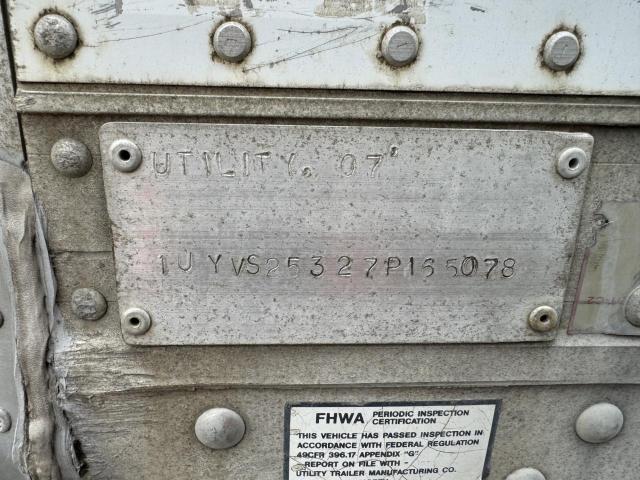 UTILITY. 07'
1UYVS25327P165078
FHWA PERIODIC INSPECTION CERTIFICATION
THIS VEHICLE HAS PASSED INSPECTION IN
ACCORDANCE WITH FEDERAL REGULATION
49CFR 396.17 APPENDIX "G"
REPORT ON FILE WITH -
UTILITY TRAILER MANUFACTURING CO.